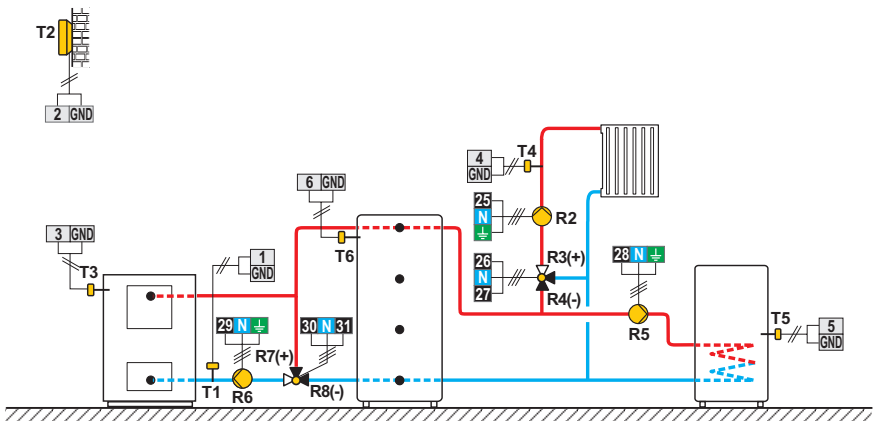 T2
2 GND
4
GND
T4
6 GND
25
N
R2
3 GND
1
GND
T6
26
N
27
R3(+)
R4(-)
28 N
T3
29 N
30 N 31
R5
T5
5
GND
R7(+)
T1
R6
R8(-)